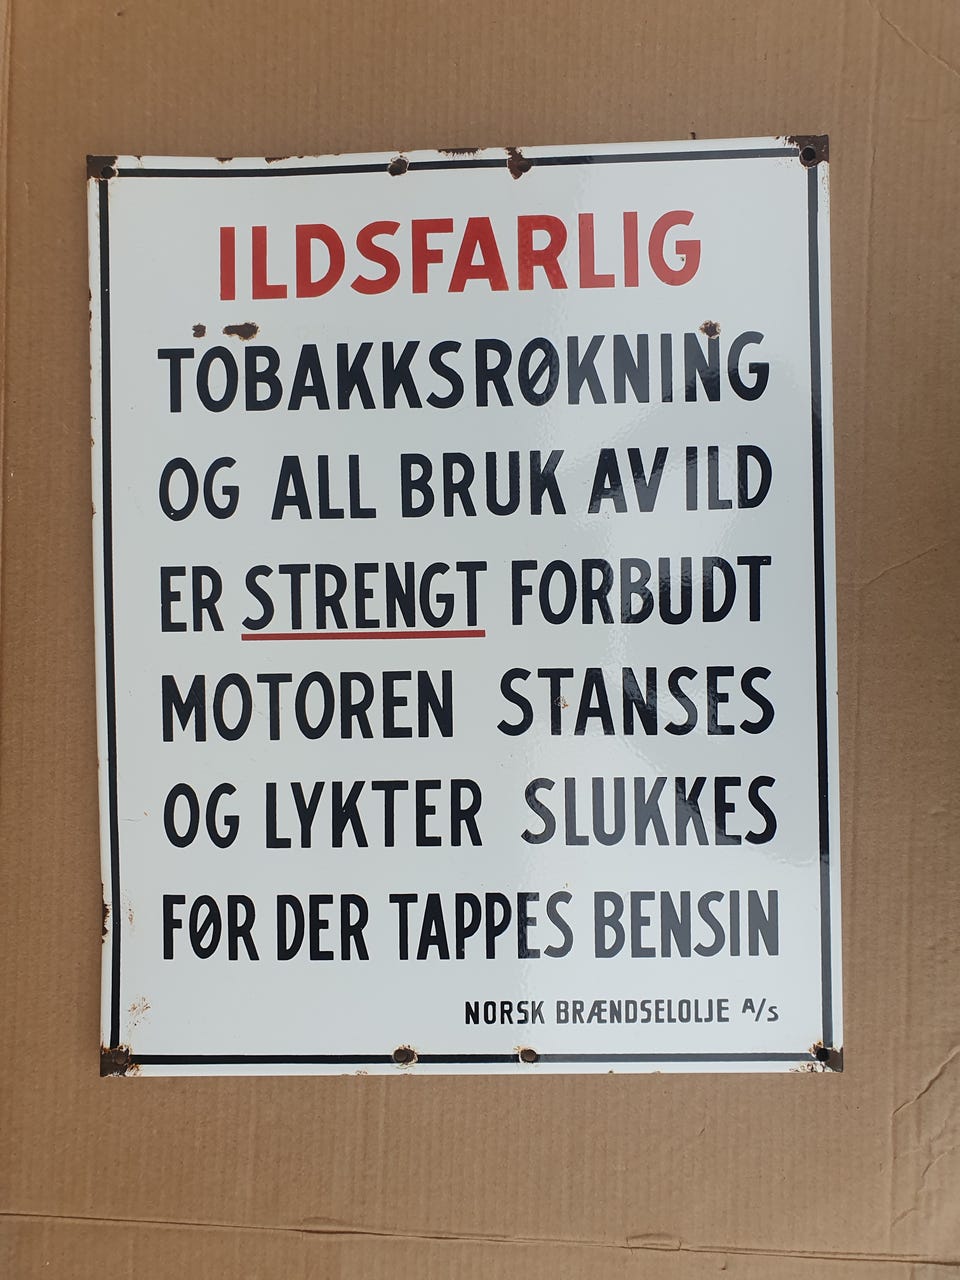 ILDSFARLIG
TOBAKKSRØKNING
OG ALL BRUK AV ILD
ER STRENGT FORBUDT
MOTOREN STANSES
OG LYKTER SLUKKES
FØR DER TAPPES BENSIN
NORSK BRÆNDSELOLJE A/S